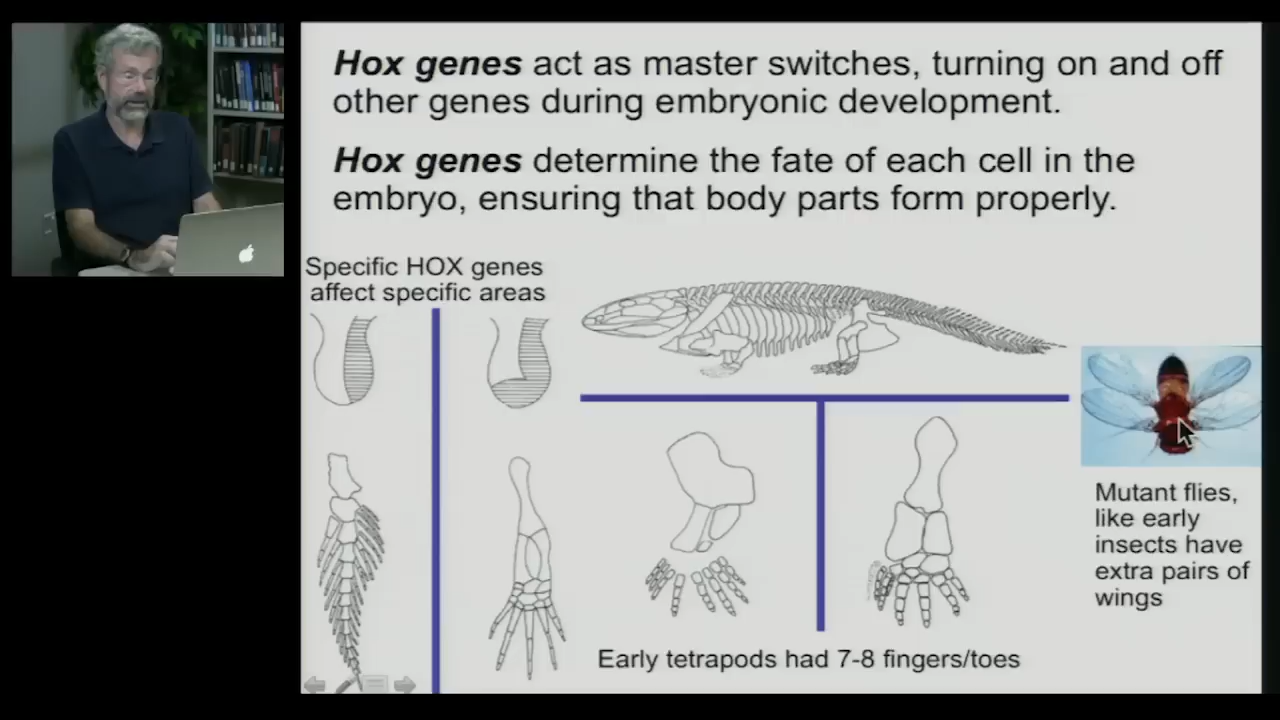 Hox genes act as master switches, turning on and off
other genes during embryonic development.
Hox genes determine the fate of each cell in the
embryo, ensuring that body parts form properly.
Specific HOX genes
affect specific areas
Mutant flies,
like early
insects have
extra pairs of
wings
Early tetrapods had 7-8 fingers/toes